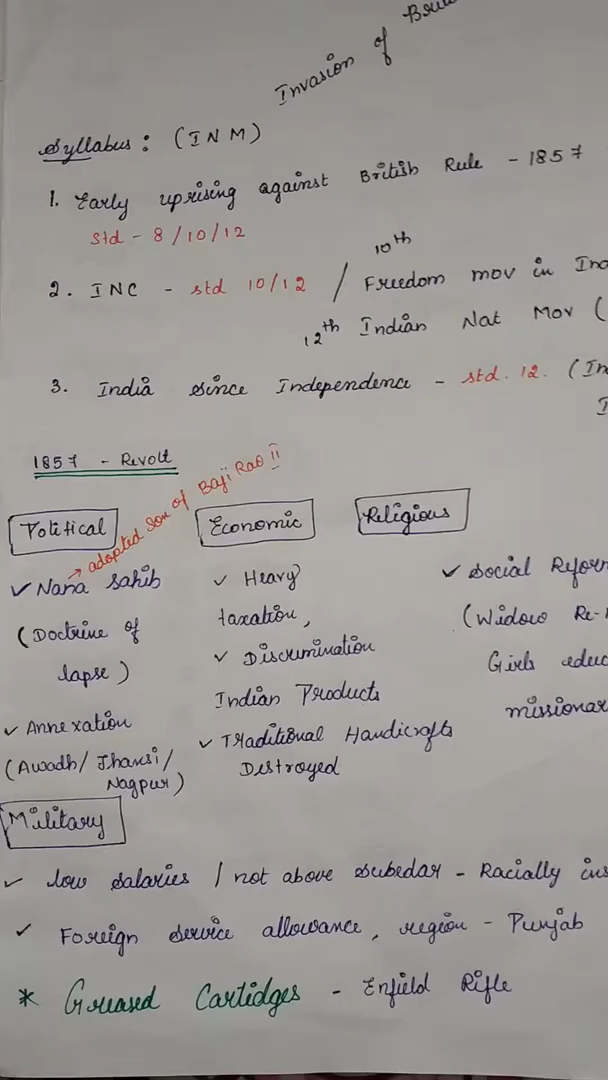 Invasion of
Syllabus : (INM)
1. Early uprising against British Rule - 1857
Std - 8/10/12
10th
2. INC - std 10/12 / Freedom mov in
12th Indian Nat Mov (
3. India since Independence - std. 12.
1857 - Revolt
→ adopted son of Baji Rao II
Political
Economic
Religious
✓ Nana Sahib
(Doctrine of
lapse)
✓ Annexation
(Awadh/Jhansi/
Nagpur)
✓ Heavy
taxation,
✓ Discrimination
Indian Products
✓ Traditional Handicrafts
Destroyed
✓ Social
(Widow
Girls
Military
✓ low salaries / not above subedar - Racially
✓ Foreign service allowance, region - Punjab
* Greased Cartidges - Enfield Rifle